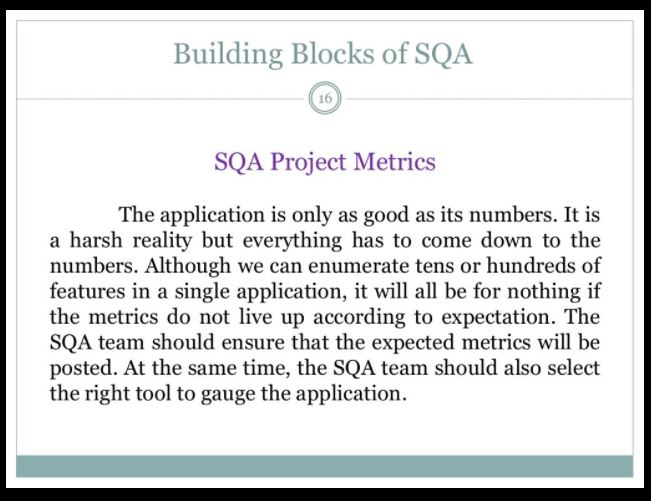 Building Blocks of SQA
16
SQA Project Metrics
The application is only as good as its numbers. It is
a harsh reality but everything has to come down to the
numbers. Although we can enumerate tens or hundreds of
features in a single application, it will all be for nothing if
the metrics do not live up according to expectation. The
SQA team should ensure that the expected metrics will be
posted. At the same time, the SQA team should also select
the right tool to gauge the application.